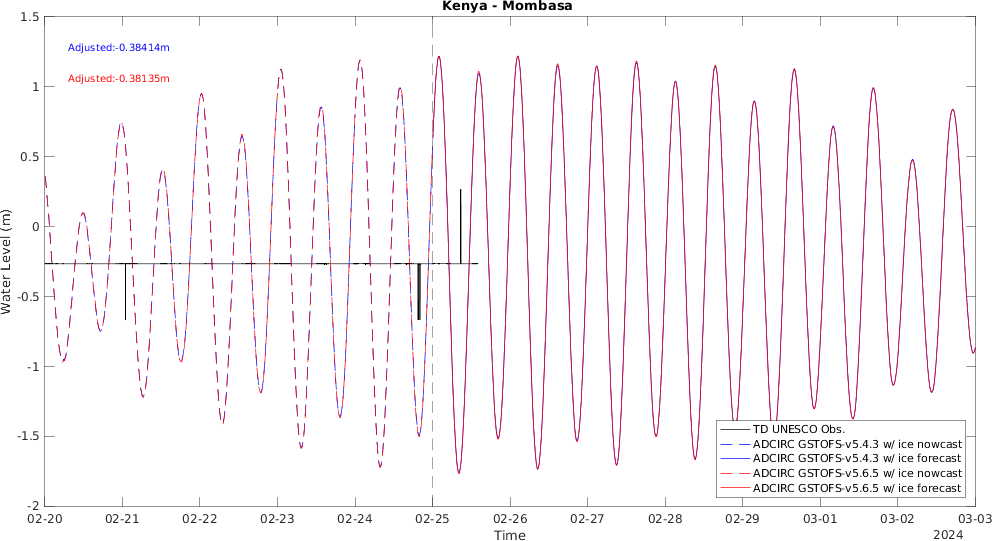 Kenya - Mombasa
Adjusted:-0.38414m
Adjusted:-0.38135m
Water Level (m)
1.5
1
0.5
0
-0.5
-1
-1.5
-2
TD UNESCO Obs.
ADCIRC GSTOFS-v5.4.3 w/ ice nowcast
ADCIRC GSTOFS-v5.4.3 w/ ice forecast
ADCIRC GSTOFS-v5.6.5 w/ ice nowcast
ADCIRC GSTOFS-v5.6.5 w/ ice forecast
02-20 02-21 02-22 02-23 02-24 02-25 02-26 02-27 02-28 02-29 03-01 03-02 03-03
Time
2024